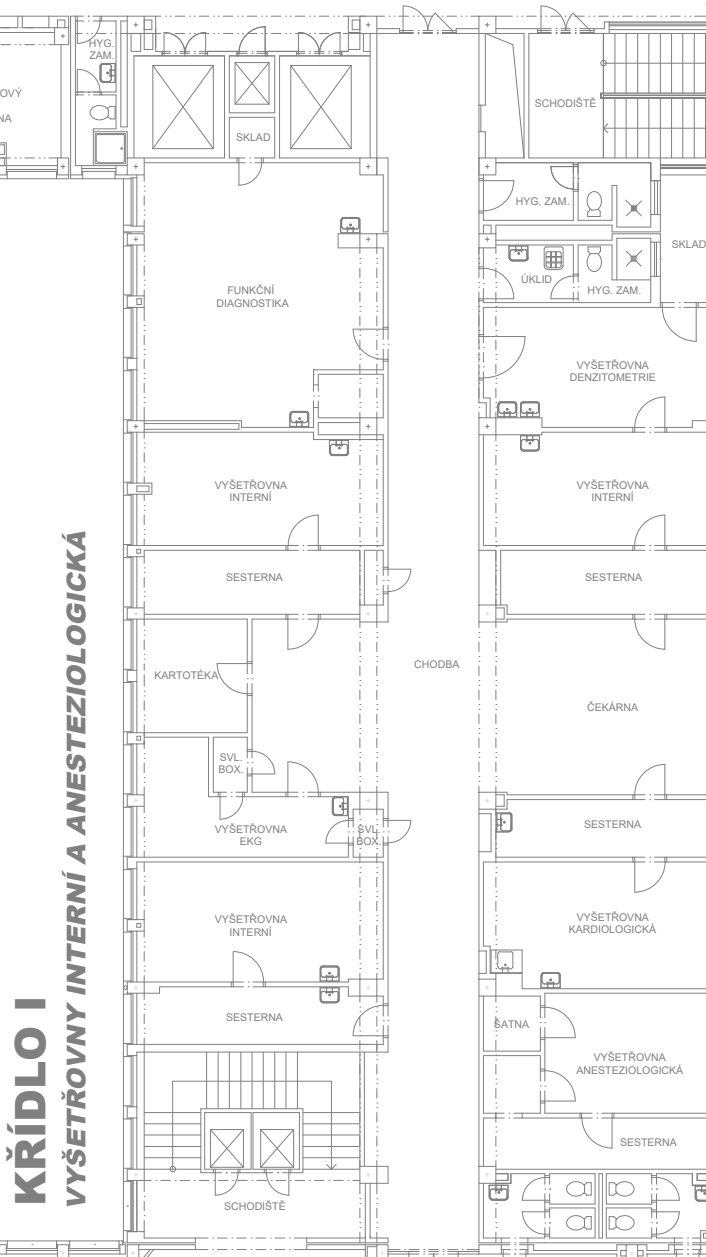 HYG.
ZAM.
OVÝ
NA
SKLAD
SCHODIŠTĚ
HYG. ZAM.
SKLAD
ÚKLID
HYG. ZAM.
FUNKČNÍ
DIAGNOSTIKA
VYŠETŘOVNA
DENZITOMETRIE
VYŠETŘOVNA
INTERNÍ
VYŠETŘOVNA
INTERNÍ
SESTERNA
SESTERNA
CHODBA
KARTOTÉKA
ČEKÁRNA
SVL.
BOX.
VYŠETŘOVNA
EKG
SVL.
BOX.
SESTERNA
VYŠETŘOVNA
INTERNÍ
VYŠETŘOVNA
KARDIOLOGICKÁ
SESTERNA
ŠATNA
VYŠETŘOVNA
ANESTEZIOLOGICKÁ
SESTERNA
SCHODIŠTĚ
KŘÍDLO I
VYŠETŘOVNY INTERNÍ A ANESTEZIOLOGICKÁ